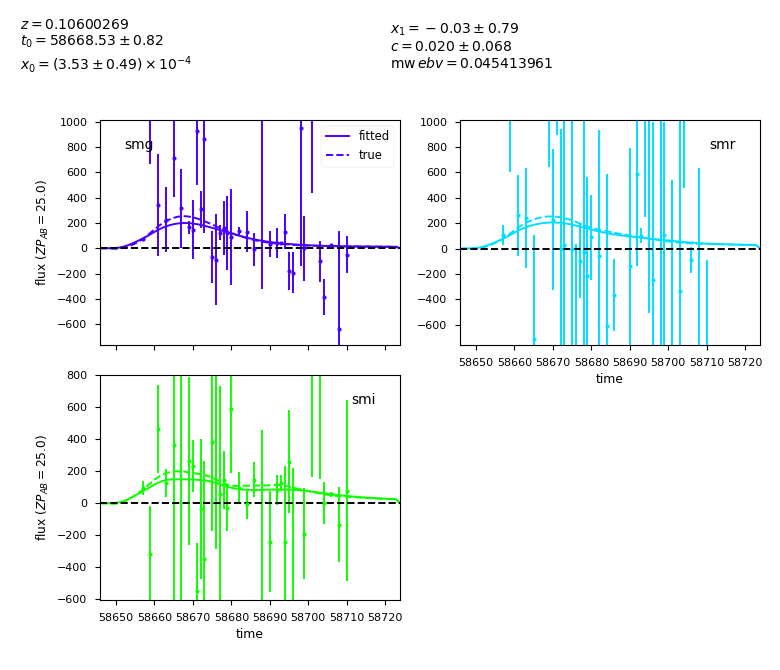 z = 0.10600269
t0 = 58668.53 ± 0.82
x0 = (3.53 ± 0.49) × 10^−4
x1 = −0.03 ± 0.79
c = 0.020 ± 0.068
mwebv = 0.045413961
smg
fitted
true
1000
800
600
400
200
0
−200
−400
−600
flux (ZP_AB = 25.0)
smr
1000
800
600
400
200
0
−200
−400
−600
58650 58660 58670 58680 58690 58700 58710 58720
time
smi
800
600
400
200
0
−200
−400
−600
flux (ZP_AB = 25.0)
58650 58660 58670 58680 58690 58700 58710 58720
time